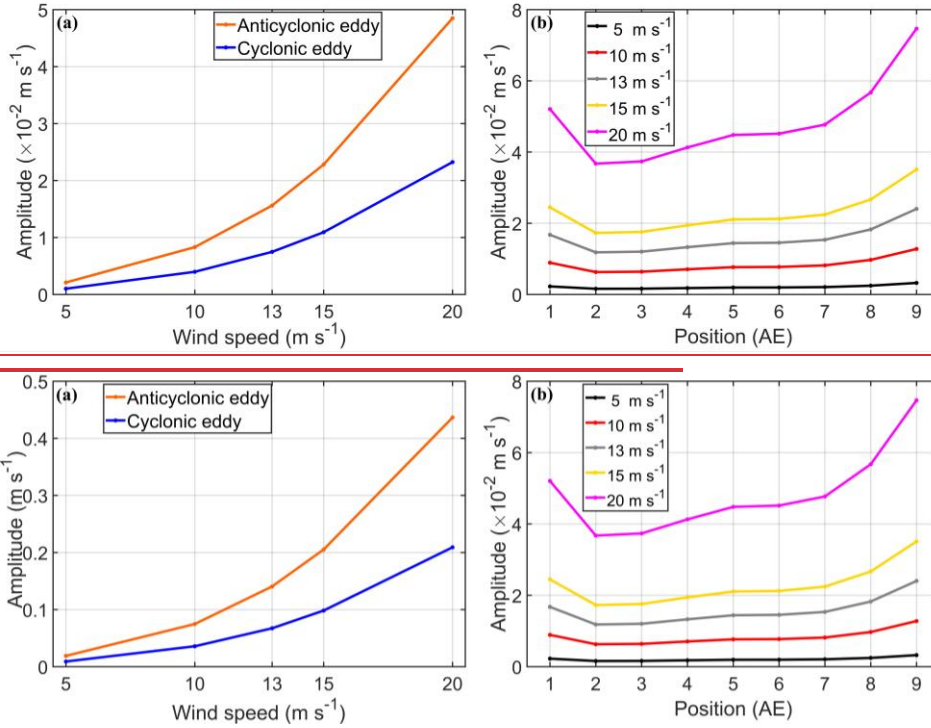 (a)
Anticyclonic eddy
Cyclonic eddy
Amplitude (×10⁻² m s⁻¹)
5
4
3
2
1
0
5 10 13 15 20
Wind speed (m s⁻¹)
(b)
5 m s⁻¹
10 m s⁻¹
13 m s⁻¹
15 m s⁻¹
20 m s⁻¹
Amplitude (×10⁻² m s⁻¹)
8
6
4
2
0
1 2 3 4 5 6 7 8 9
Position (AE)
(a)
Anticyclonic eddy
Cyclonic eddy
Amplitude (m s⁻¹)
0.5
0.4
0.3
0.2
0.1
0
5 10 13 15 20
Wind speed (m s⁻¹)
(b)
5 m s⁻¹
10 m s⁻¹
13 m s⁻¹
15 m s⁻¹
20 m s⁻¹
Amplitude (×10⁻² m s⁻¹)
8
6
4
2
0
1 2 3 4 5 6 7 8 9
Position (AE)